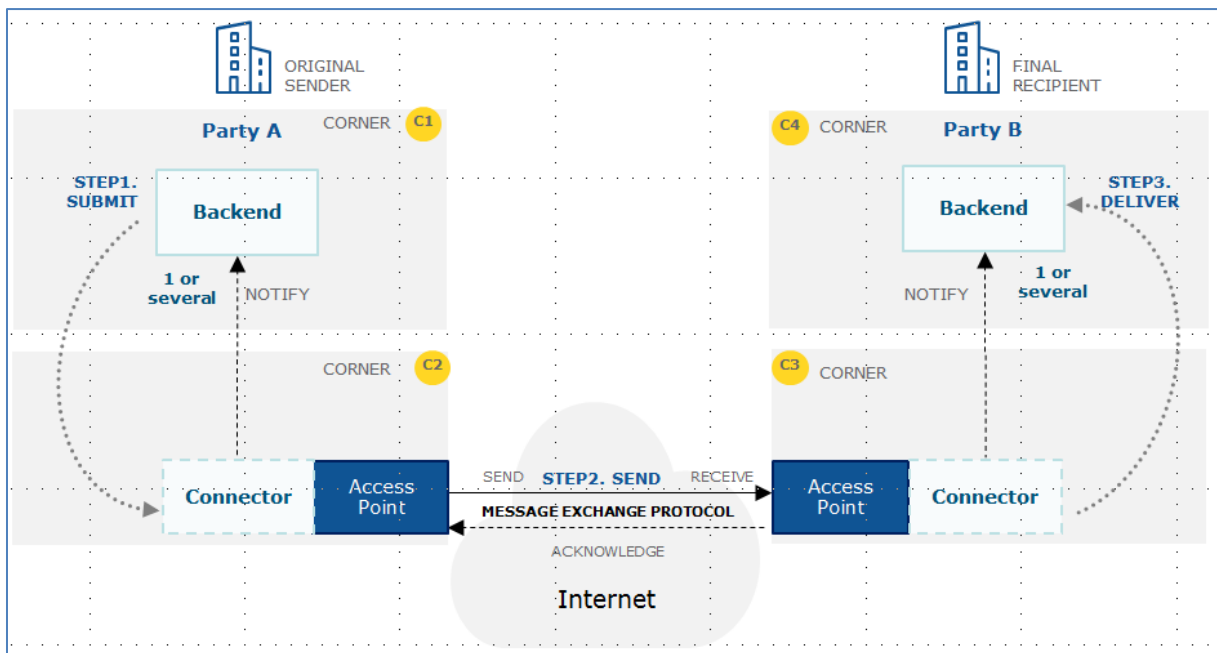 ORIGINAL
SENDER
FINAL
RECIPIENT
CORNER C1
Party A
C4 CORNER
Party B
STEP1.
SUBMIT
Backend
STEP3.
DELIVER
Backend
1 or
several
NOTIFY
NOTIFY
1 or
several
CORNER C2
C3 CORNER
Connector
Access
Point
SEND STEP2. SEND RECEIVE
MESSAGE EXCHANGE PROTOCOL
ACKNOWLEDGE
Access
Point
Connector
Internet